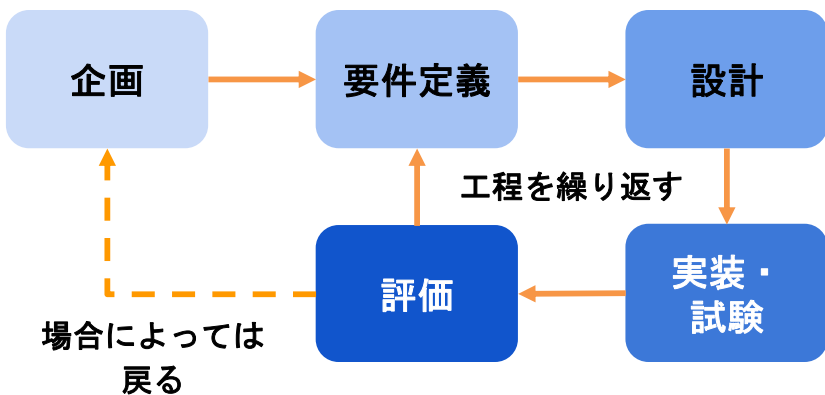 企画
要件定義
設計
工程を繰り返す
評価
実装・
試験
場合によっては
戻る